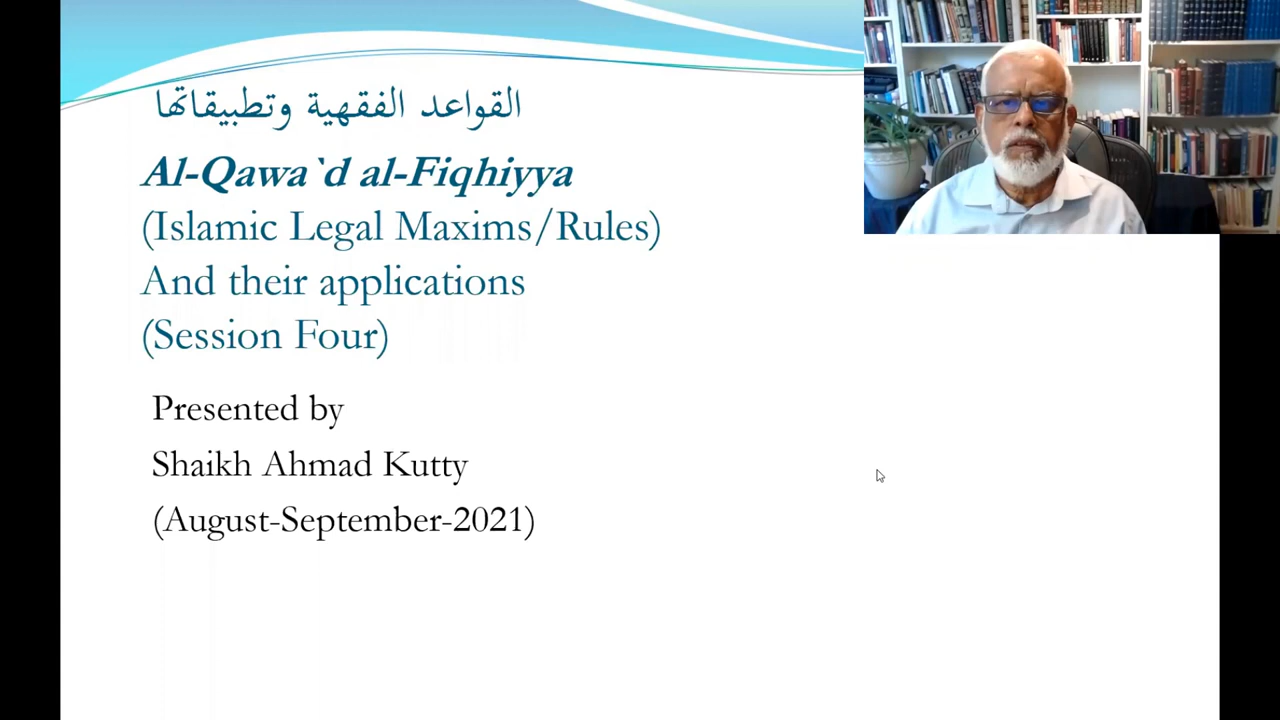 القواعد الفقهية وتطبيقاتها
Al-Qawa`d al-Fiqhiyya
(Islamic Legal Maxims/Rules)
And their applications
(Session Four)
Presented by
Shaikh Ahmad Kutty
(August-September-2021)